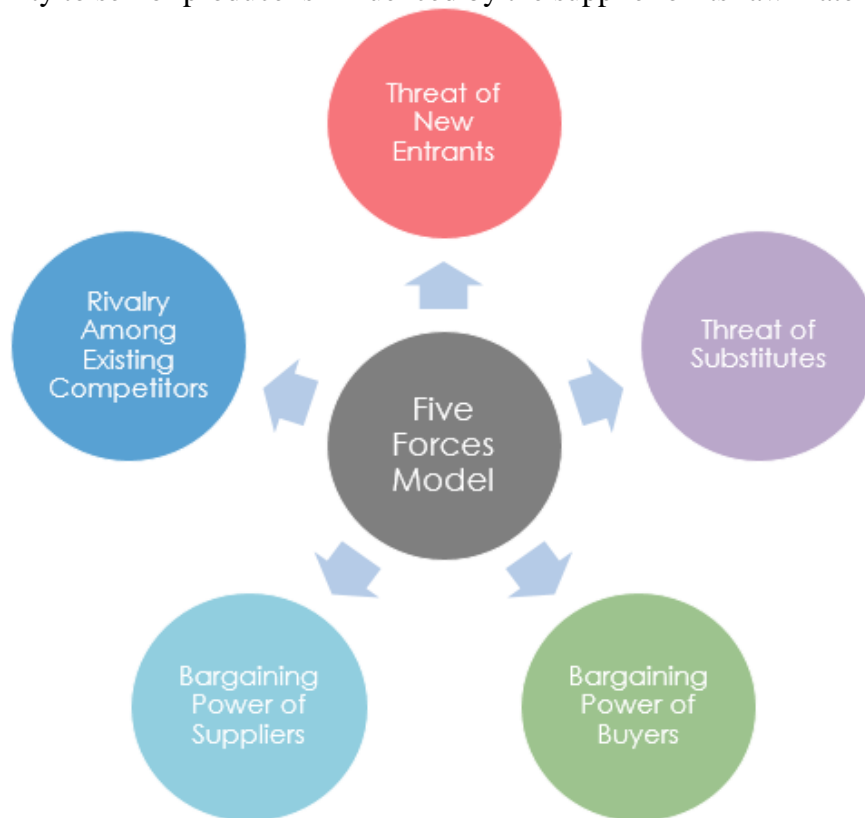 Threat of
New
Entrants
Rivalry
Among
Existing
Competitors
Threat of
Substitutes
Five
Forces
Model
Bargaining
Power of
Suppliers
Bargaining
Power of
Buyers